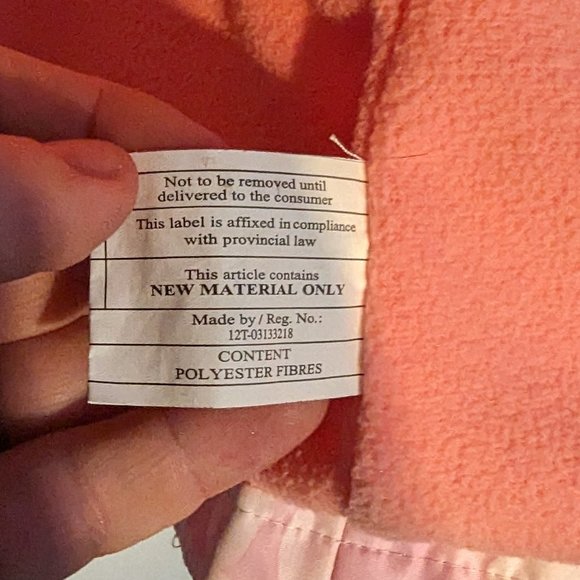 Not to be removed until
delivered to the consumer
This label is affixed in compliance
with provincial law
This article contains
NEW MATERIAL ONLY
Made by / Reg. No.:
12T-03133218
CONTENT
POLYESTER FIBRES